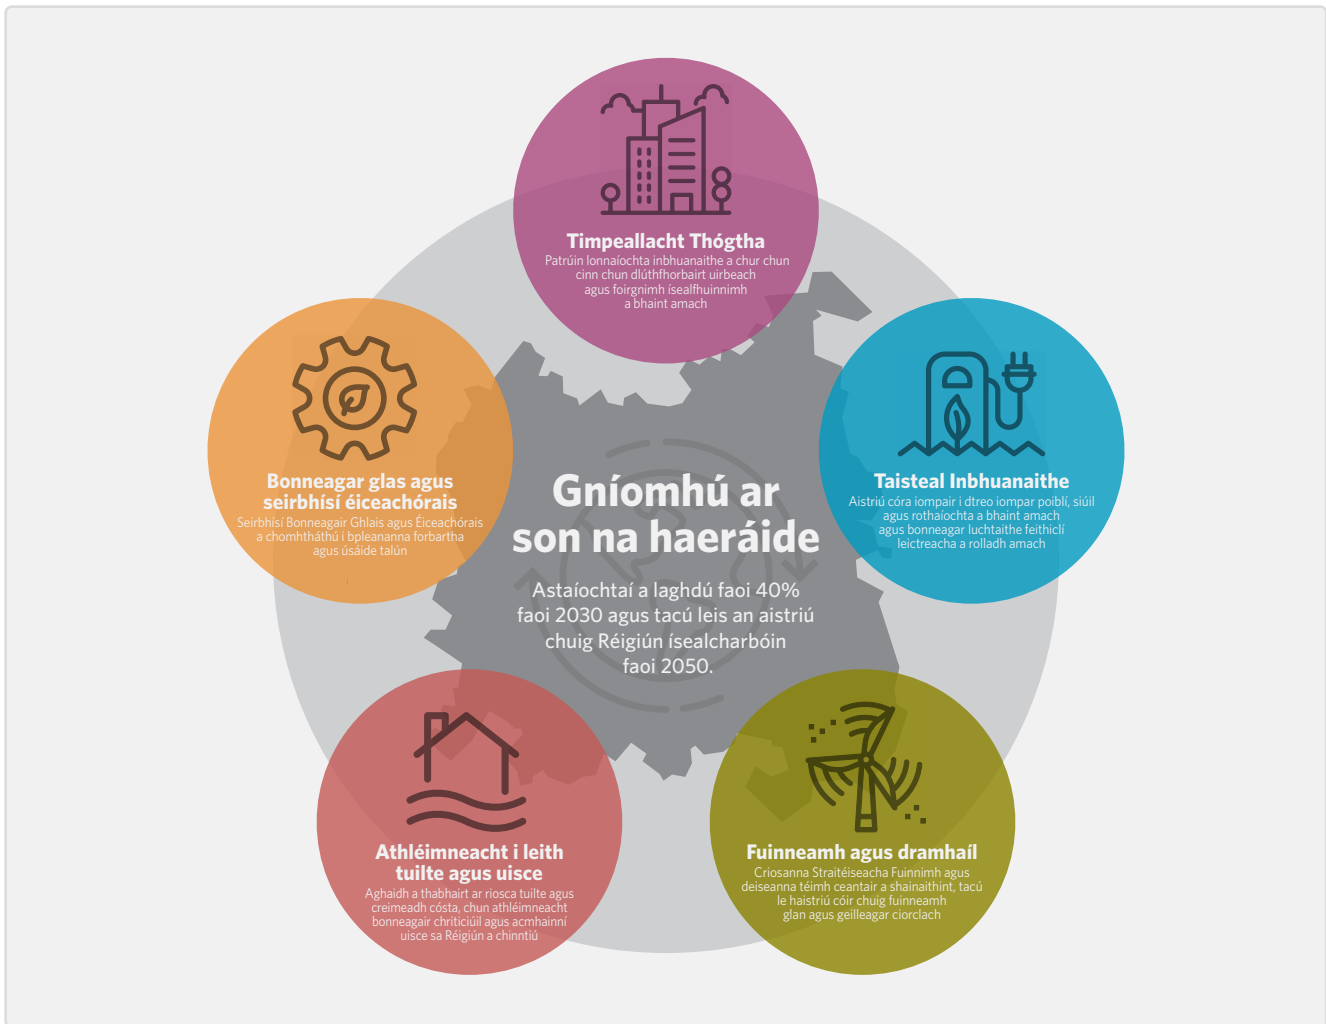 Timpeallacht Thógtha
Patrúin lonnaíochta inbhuanaithe a chur chun
cinn chun dlúthfhorbairt uirbeach
agus foirgnimh ísealfhuinnimh
a bhaint amach
Bonneagar glas agus
seirbhísí éiceachórais
Seirbhísí Bonneagair Ghlais agus Éiceachórais
a chomhtháthú i bpleananna forbartha
agus úsáide talún
Taisteal Inbhuanaithe
Aistriú córa iompair i dtreo iompar poiblí, siúil
agus rothaíochta a bhaint amach
agus bonneagar luchtaithe feithiclí
leictreacha a rolladh amach
Gníomhú ar
son na haeráide
Astaíochtaí a laghdú faoi 40%
faoi 2030 agus tacú leis an aistriú
chuig Réigiún ísealcharbóin
faoi 2050.
Athléimneacht i leith
tuilte agus uisce
Aghaidh a thabhairt ar riosca tuilte agus
creimeadh cósta, chun athléimneacht
bonneagair chriticiúil agus acmhainní
uisce sa Réigiún a chinntiú
Fuinneamh agus dramhaíl
Criosanna Straitéiseacha Fuinnimh agus
deiseanna téimh ceantair a shainaithint, tacú
le haistriú cóir chuig fuinneamh
glan agus geilleagar ciorclach